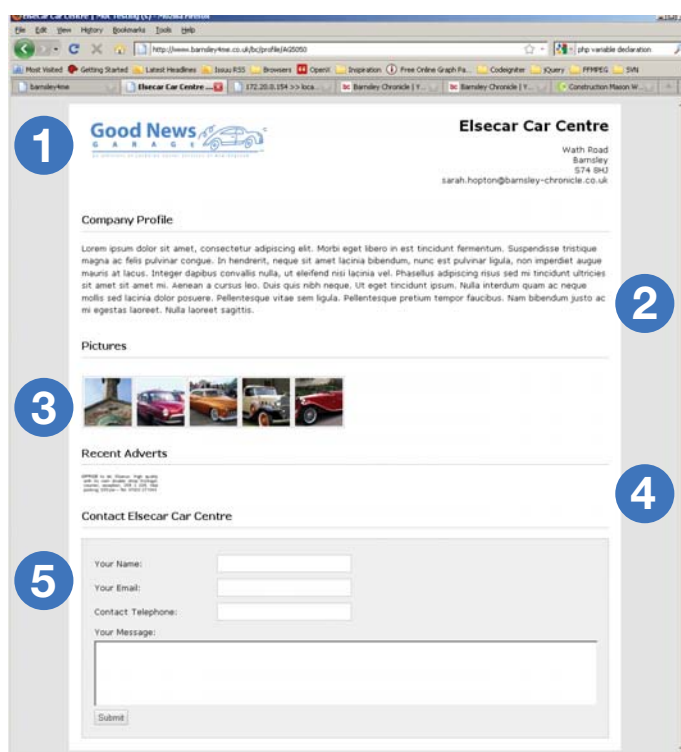 Elsecar Car Centre | MOT Testing (s) - Mozilla Firefox
File Edit View History Bookmarks Tools Help
http://www.barnsley4me.co.uk/bc/profile/AG5050
php variable dedaration
Most Visited Getting Started Latest Headlines Issuu RSS Browsers OpenX Inspiration Free Online Graph Pa... Codeigniter jQuery FFMPEG SVN
barnsley4me Elsecar Car Centre ... 172.20.0.154 >> loca... Barnsley Chronicle | Y... Barnsley Chronicle | Y... Construction Mason W...
1
Good News
GARAGE
Elsecar Car Centre
Wath Road
Barnsley
S74 8HJ
sarah.hopton@barnsley-chronicle.co.uk
Company Profile
Lorem ipsum dolor sit amet, consectetur adipiscing elit. Morbi eget libero in est tincidunt fermentum. Suspendisse tristique
magna ac felis pulvinar congue. In hendrerit, neque sit amet lacinia bibendum, nunc est pulvinar ligula, non imperdiet augue
mauris at lacus. Integer dapibus convallis nulla, ut eleifend nisi lacinia vel. Phasellus adipiscing risus sed mi tincidunt ultricies
sit amet sit amet mi. Aenean a cursus leo. Duis quis nibh neque. Ut eget tincidunt ipsum. Nulla interdum quam ac neque
mollis sed lacinia dolor posuere. Pellentesque vitae sem ligula. Pellentesque pretium tempor faucibus. Nam bibendum justo ac
mi egestas laoreet. Nulla laoreet sagittis.
2
Pictures
3
Recent Adverts
4
Contact Elsecar Car Centre
5
Your Name:
Your Email:
Contact Telephone:
Your Message:
Submit